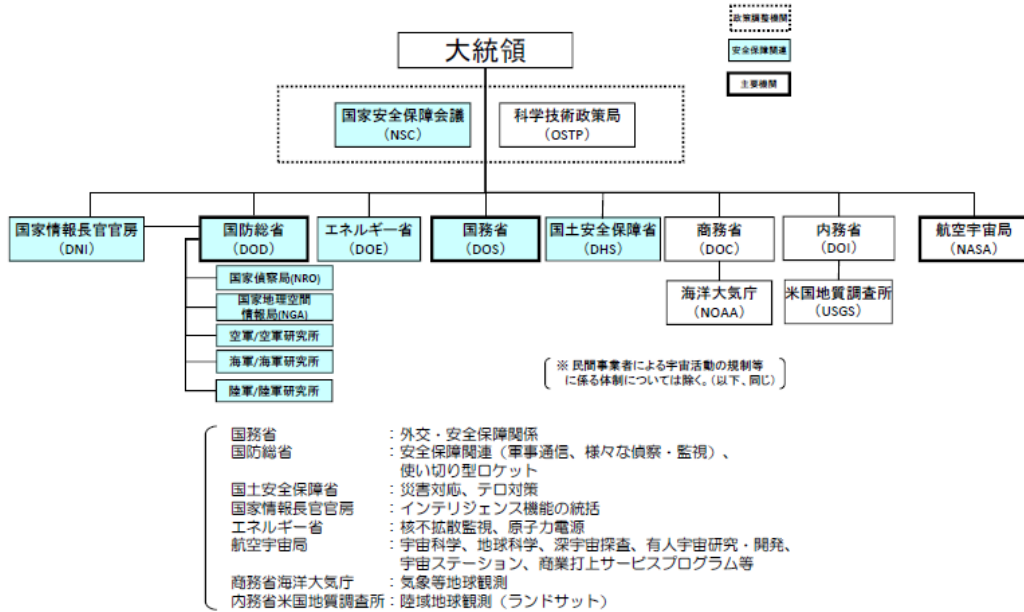 政策調整機関
安全保障関連
主要機関
大統領
国家安全保障会議
(NSC)
科学技術政策局
(OSTP)
国家情報長官官房
(DNI)
国防総省
(DOD)
エネルギー省
(DOE)
国務省
(DOS)
国土安全保障省
(DHS)
商務省
(DOC)
内務省
(DOI)
航空宇宙局
(NASA)
国家偵察局(NRO)
国家地理空間
情報局(NGA)
空軍/空軍研究所
海軍/海軍研究所
陸軍/陸軍研究所
海洋大気庁
(NOAA)
米国地質調査所
(USGS)
※ 民間事業者による宇宙活動の規制等
に係る体制については除く。(以下、同じ)
国務省 :外交・安全保障関係
国防総省 :安全保障関連(軍事通信、様々な偵察・監視)、
使い切り型ロケット
国土安全保障省 :災害対応、テロ対策
国家情報長官官房 :インテリジェンス機能の統括
エネルギー省 :核不拡散監視、原子力電源
航空宇宙局 :宇宙科学、地球科学、深宇宙探査、有人宇宙研究・開発、
宇宙ステーション、商業打上サービスプログラム等
商務省海洋大気庁 :気象等地球観測
内務省米国地質調査所:陸域地球観測(ランドサット)